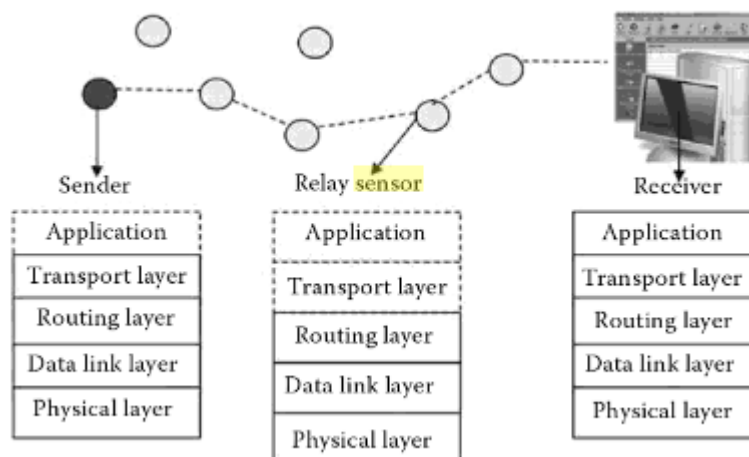 Sender
Relay sensor
Receiver
Application
Transport layer
Routing layer
Data link layer
Physical layer
Application
Transport layer
Routing layer
Data link layer
Physical layer
Application
Transport layer
Routing layer
Data link layer
Physical layer